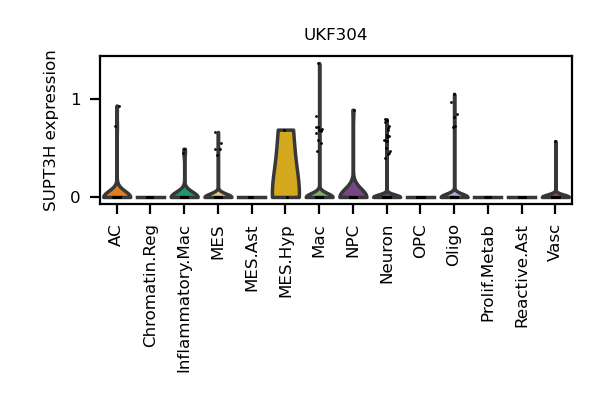 UKF304
SUPT3H expression
1
0
AC
Chromatin.Reg
Inflammatory.Mac
MES
MES.Ast
MES.Hyp
Mac
NPC
Neuron
OPC
Oligo
Prolif.Metab
Reactive.Ast
Vasc